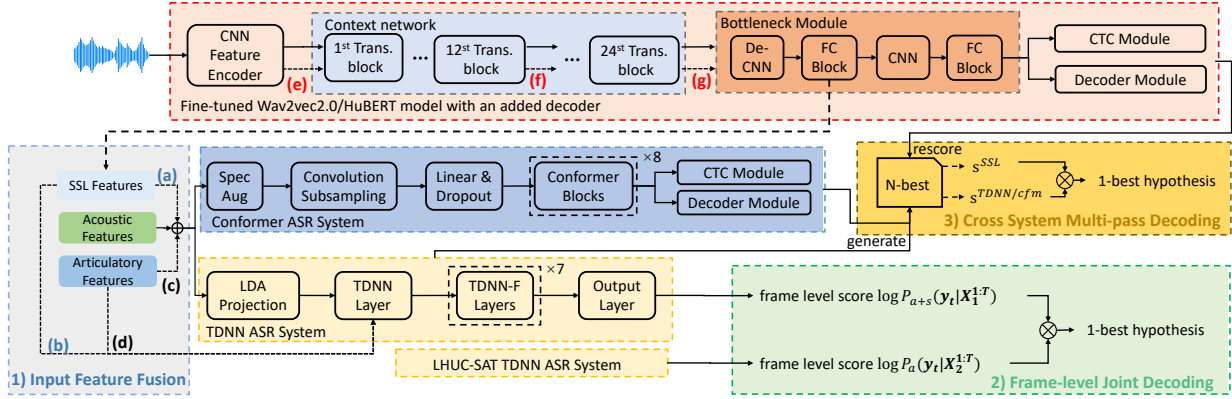 CNN
Feature
Encoder
(e)
Context network
1st Trans.
block
...
12st Trans.
block
(f)
...
24st Trans.
block
(g)
Bottleneck Module
De-
CNN
FC
Block
CNN
FC
Block
CTC Module
Decoder Module
Fine-tuned Wav2vec2.0/HuBERT model with an added decoder
SSL Features
(a)
Acoustic
Features
Articulatory
Features
(c)
(b)
(d)
1) Input Feature Fusion
Spec
Aug
Convolution
Subsampling
Linear &
Dropout
Conformer
Blocks
×8
CTC Module
Decoder Module
Conformer ASR System
rescore
N-best
s^{SSL}
s^{TDNN/cfm}
1-best hypothesis
3) Cross System Multi-pass Decoding
generate
LDA
Projection
TDNN
Layer
TDNN-F
Layers
×7
Output
Layer
TDNN ASR System
LHUC-SAT TDNN ASR System
frame level score log P_{a+s}(y_t|X_1^{1:T})
1-best hypothesis
frame level score log P_a(y_t|X_2^{1:T})
2) Frame-level Joint Decoding